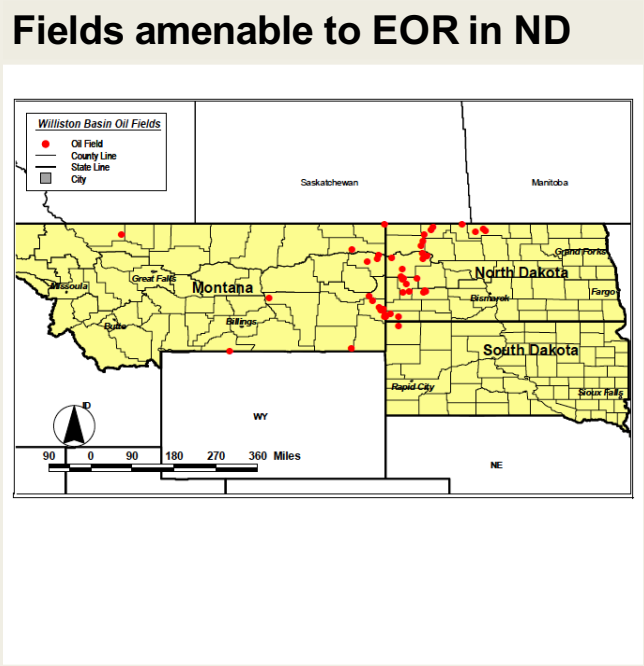 Fields amenable to EOR in ND
Williston Basin Oil Fields
Oil Field
County Line
State Line
City
Saskatchewan
Manitoba
Grand Forks
North Dakota
Great Falls
Missoula
Montana
Bismarck
Fargo
Butte
Billings
South Dakota
Rapid City
Sioux Falls
ID
WY
90 0 90 180 270 360 Miles
NE